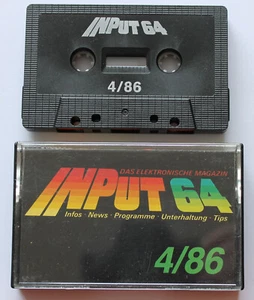 INPUT 64
4/86
DAS ELEKTRONISCHE MAGAZIN
INPUT 64
Infos · News · Programme · Unterhaltung · Tips
4/86